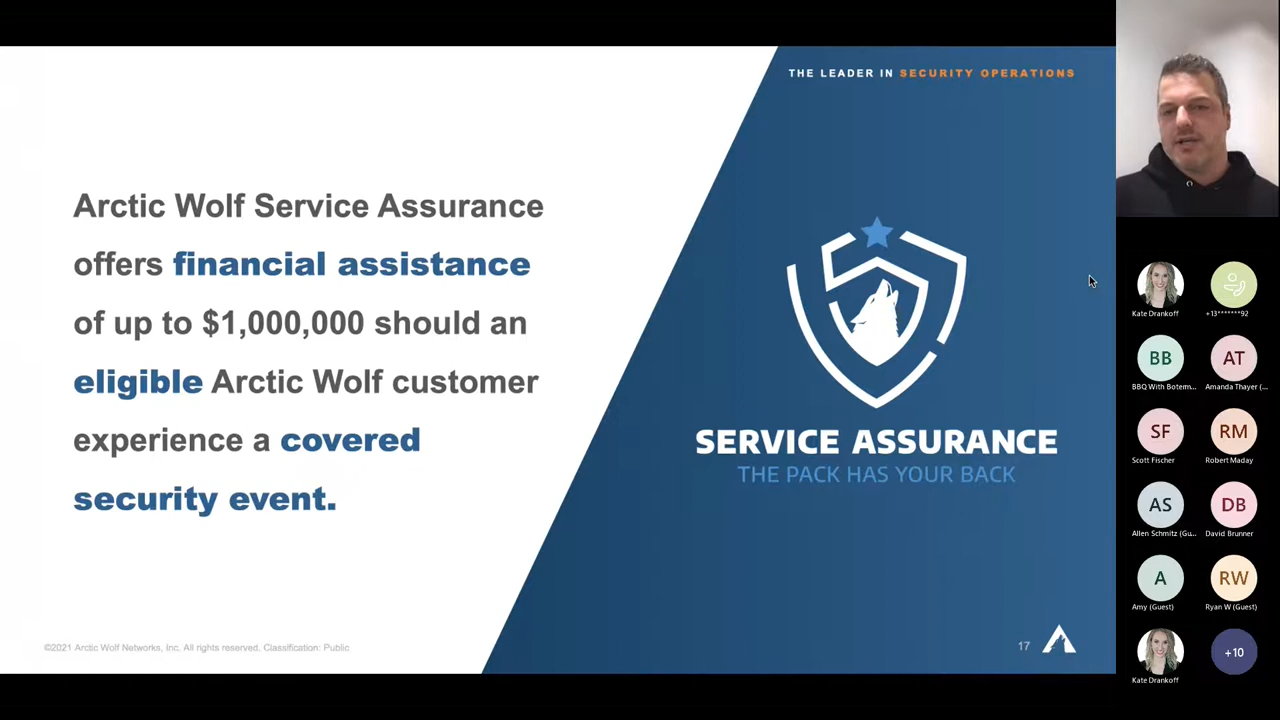 THE LEADER IN SECURITY OPERATIONS
Arctic Wolf Service Assurance
offers financial assistance
of up to $1,000,000 should an
eligible Arctic Wolf customer
experience a covered
security event.
SERVICE ASSURANCE
THE PACK HAS YOUR BACK
©2021 Arctic Wolf Networks, Inc. All rights reserved. Classification: Public
17
Kate Drankoff
+13*******92
BB
AT
BBQ With Boterm...
Amanda Thayer (...
SF
RM
Scott Fischer
Robert Maday
AS
DB
Allen Schmitz (Gu...
David Brunner
A
RW
Amy (Guest)
Ryan W (Guest)
+10
Kate Drankoff